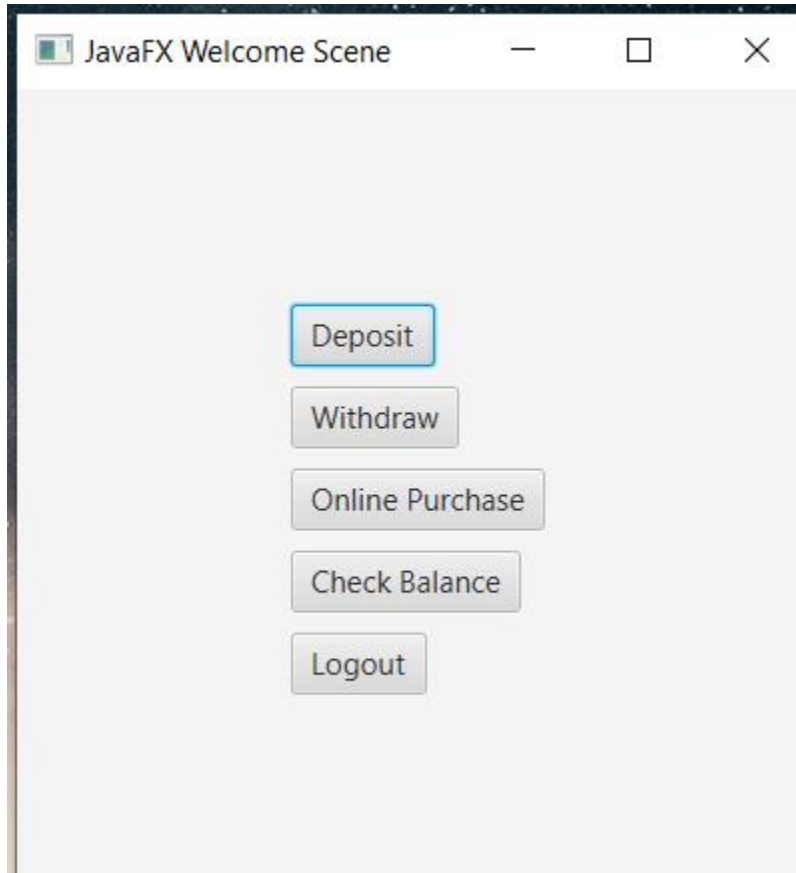 JavaFX Welcome Scene
Deposit
Withdraw
Online Purchase
Check Balance
Logout